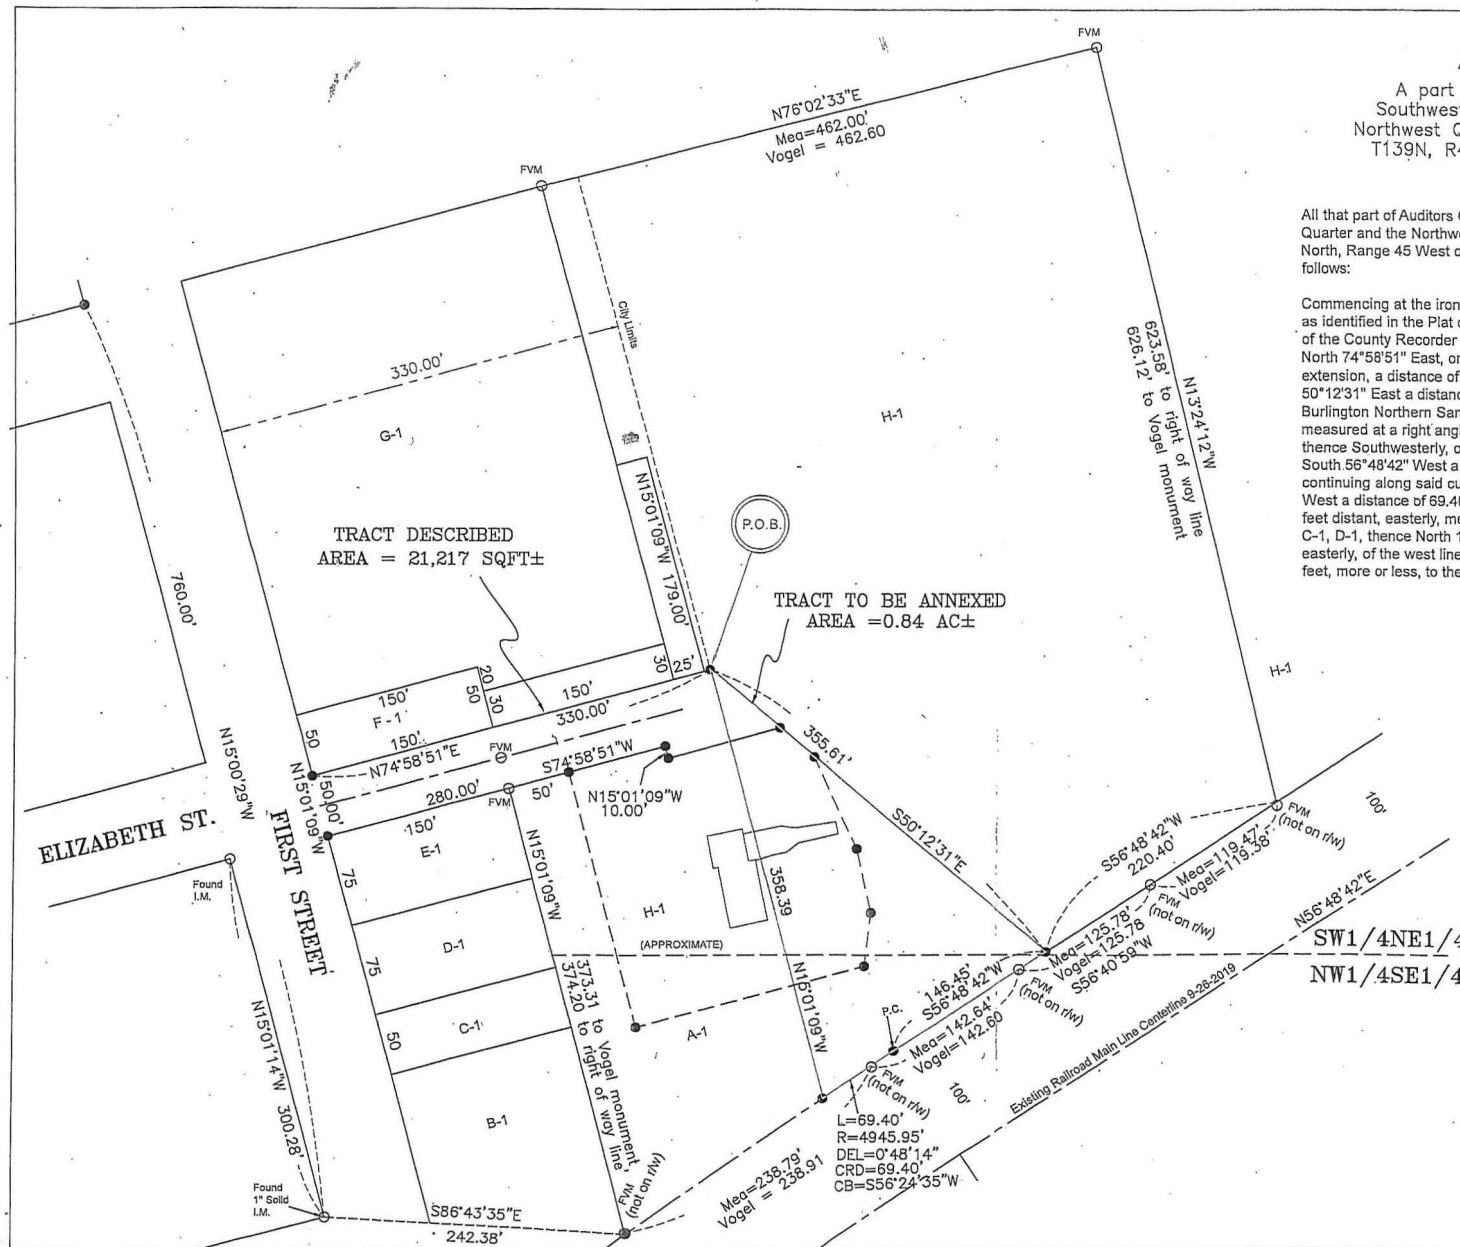 FVM
N76°02'33"E
Mea=462.00'
Vogel = 462.60
FVM
A part
Southwest
Northwest Q
T139N, R4
All that part of Auditors
Quarter and the Northwe
North, Range 45 West o
follows:
Commencing at the iron
as identified in the Plat o
of the County Recorder
North 74°58'51" East, on
extension, a distance of
50°12'31" East a distanc
Burlington Northern San
measured at a right angl
thence Southwesterly, o
South 56°48'42" West a
continuing along said cu
West a distance of 69.40
feet distant, easterly, me
C-1, D-1, thence North 1
easterly, of the west line
feet, more or less, to the
City Limits
330.00'
G-1
H-1
N13°24'12"W
623.58' to right of way line
626.12' to Vogel monument
N15°01'09"W 179.00'
P.O.B.
TRACT DESCRIBED
AREA = 21,217 SQFT±
TRACT TO BE ANNEXED
AREA =0.84 AC±
760.00'
H-1
30
25'
20
50
30
150'
150'
F-1
50
150'
330.00'
N74°58'51"E
FVM
S74°58'51"W
355.61'
N15°00'29"W
N15°01'09"W
50.00'
280.00'
FVM
50'
N15°01'09"W
10.00'
150'
E-1
ELIZABETH ST.
FIRST STREET
S50°12'31"E
S56°48'42"W
220.40'
FVM
(not on r/w)
100'
Mea=119.47'
Vogel=119.38'
Found
I.M.
75
N15°01'09"W
358.39
H-1
(APPROXIMATE)
D-1
FVM
(not on r/w)
N56°48'42"E
SW1/4NE1/4
NW1/4SE1/4
Mea=125.78'
Vogel=125.78
S56°40'59"W
75
373.31 to Vogel monument
374.20 to right of way line
N15°01'09"W
146.45'
S56°48'42"W
FVM
(not on r/w)
C-1
50
A-1
P.C.
Mea=142.64'
Vogel=142.60
FVM
(not on r/w)
100'
Existing Railroad Main Line Centerline 9-26-2019
N15°01'14"W 300.28'
B-1
L=69.40'
R=4945.95'
DEL=0°48'14"
CRD=69.40'
CB=S56°24'35"W
Found
1" Solid
I.M.
S86°43'35"E
242.38'
FVM
(not on r/w)
Mea=238.79'
Vogel = 238.91